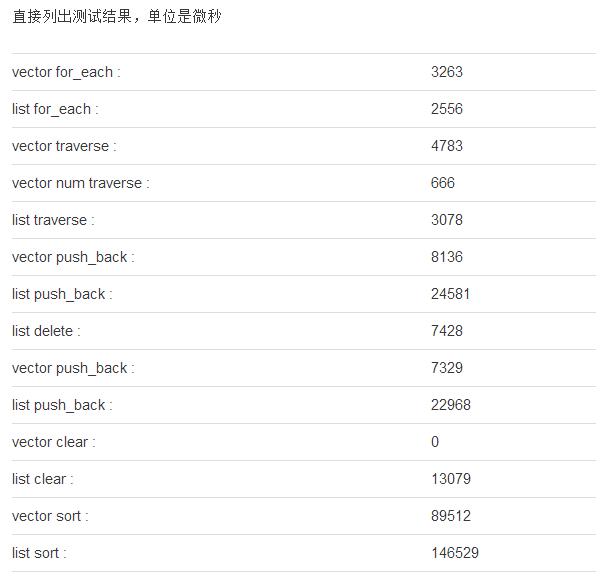 直接列出测试结果，单位是微秒
vector for_each : 3263
list for_each : 2556
vector traverse : 4783
vector num traverse : 666
list traverse : 3078
vector push_back : 8136
list push_back : 24581
list delete : 7428
vector push_back : 7329
list push_back : 22968
vector clear : 0
list clear : 13079
vector sort : 89512
list sort : 146529